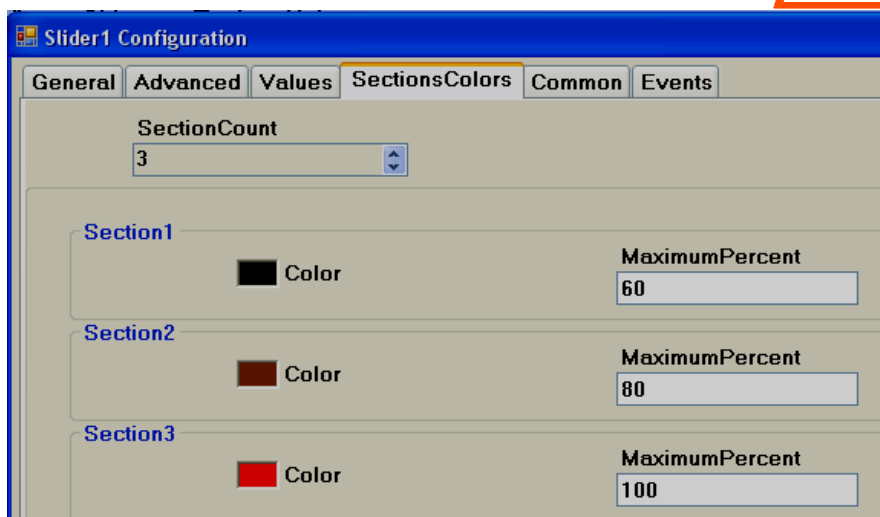 Slider1 Configuration
General Advanced Values SectionsColors Common Events
SectionCount
3
Section1
Color
MaximumPercent
60
Section2
Color
MaximumPercent
80
Section3
Color
MaximumPercent
100